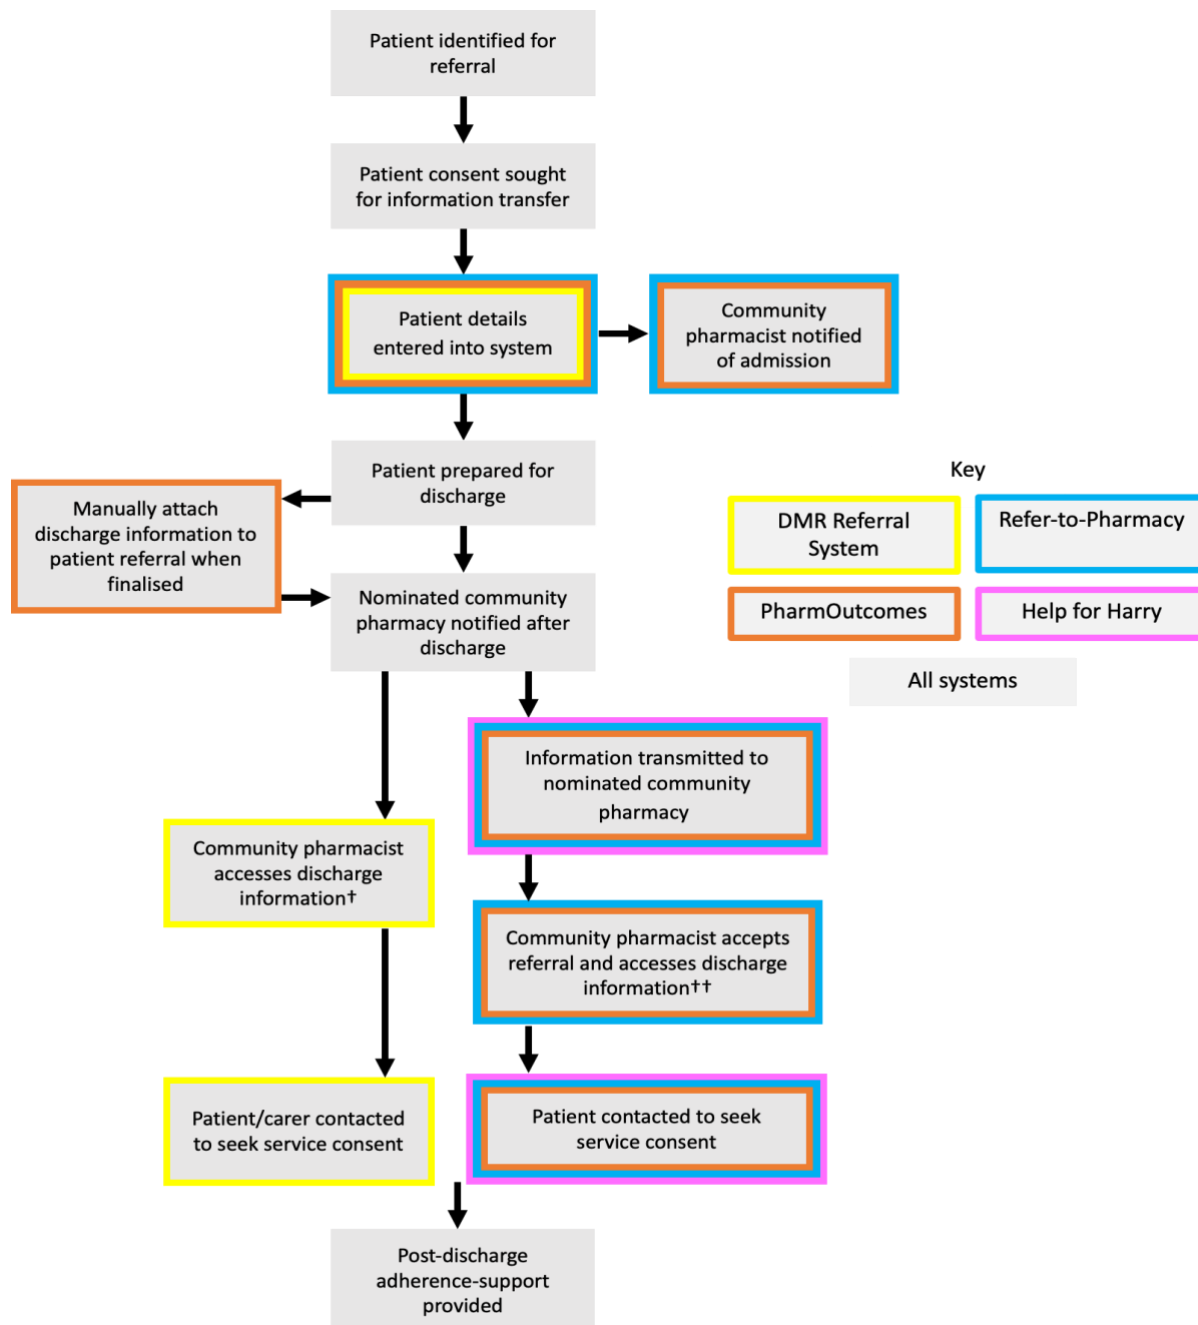 Patient identified for
referral
Patient consent sought
for information transfer
Patient details
entered into system
Community
pharmacist notified
of admission
Patient prepared for
discharge
Manually attach
discharge information to
patient referral when
finalised
Nominated community
pharmacy notified after
discharge
Key
DMR Referral
System
Refer-to-Pharmacy
PharmOutcomes
Help for Harry
All systems
Information transmitted to
nominated community
pharmacy
Community pharmacist
accesses discharge
information†
Community pharmacist accepts
referral and accesses discharge
information††
Patient/carer contacted
to seek service consent
Patient contacted to seek
service consent
Post-discharge
adherence-support
provided